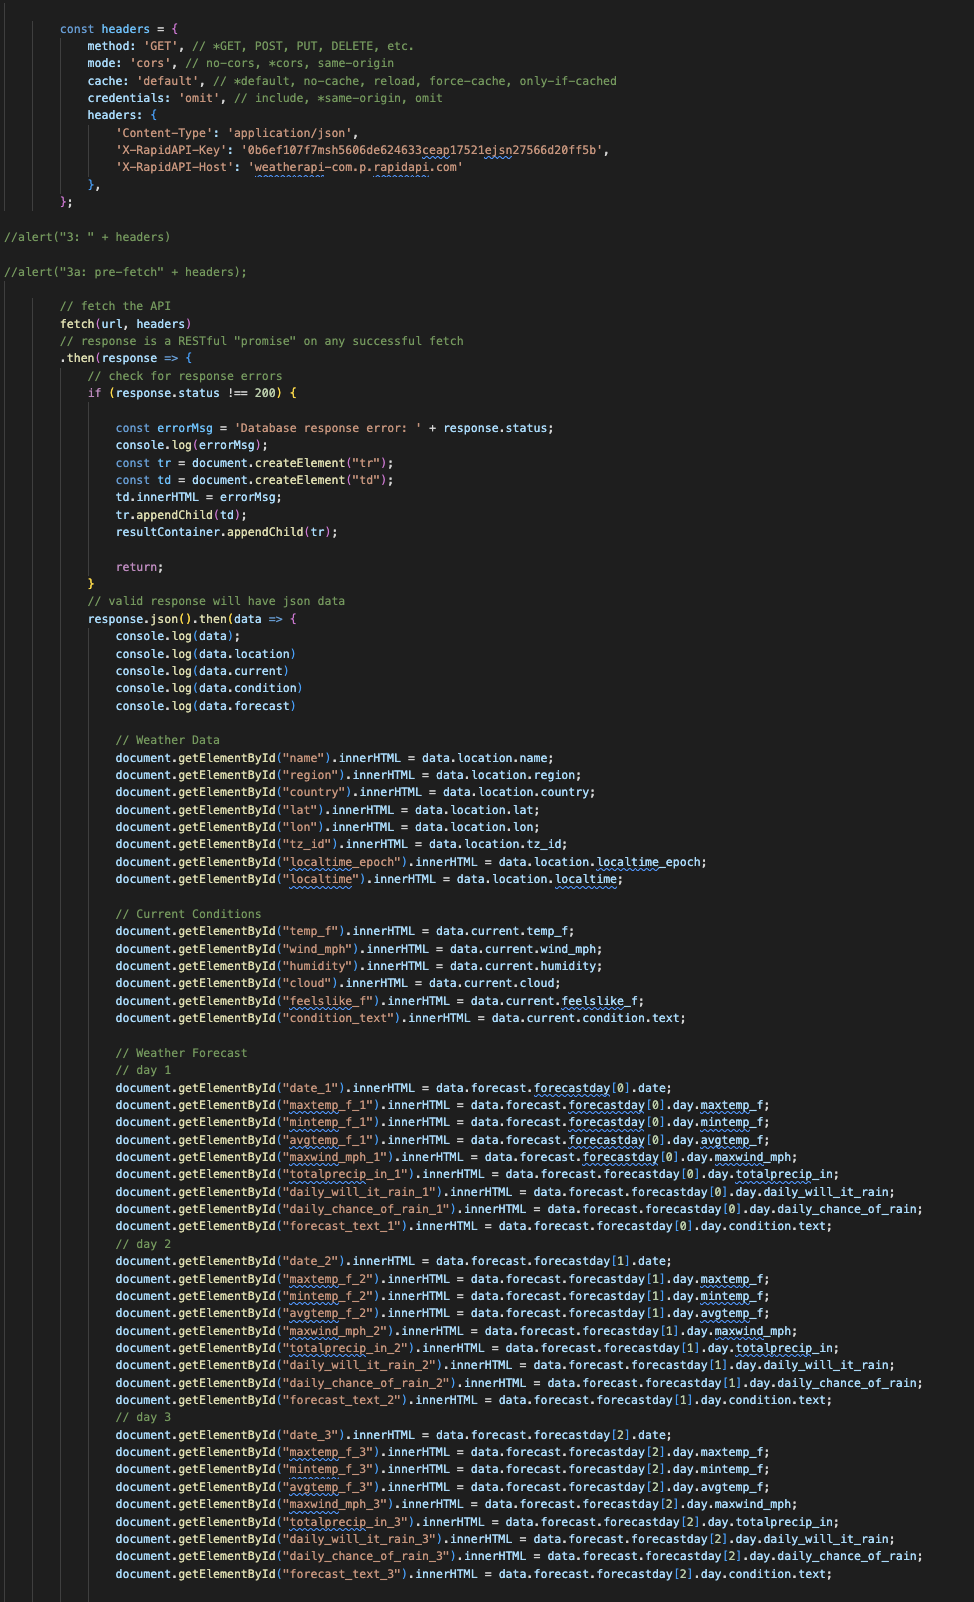 const headers = {
method: 'GET', // *GET, POST, PUT, DELETE, etc.
mode: 'cors', // no-cors, *cors, same-origin
cache: 'default', // *default, no-cache, reload, force-cache, only-if-cached
credentials: 'omit', // include, *same-origin, omit
headers: {
'Content-Type': 'application/json',
'X-RapidAPI-Key': '0b6ef107f7msh5606de624633ceap17521ejsn27566d20ff5b',
'X-RapidAPI-Host': 'weatherapi-com.p.rapidapi.com'
},
};
//alert("3: " + headers)
//alert("3a: pre-fetch" + headers);
// fetch the API
fetch(url, headers)
// response is a RESTful "promise" on any successful fetch
.then(response => {
// check for response errors
if (response.status !== 200) {
const errorMsg = 'Database response error: ' + response.status;
console.log(errorMsg);
const tr = document.createElement("tr");
const td = document.createElement("td");
td.innerHTML = errorMsg;
tr.appendChild(td);
resultContainer.appendChild(tr);
return;
}
// valid response will have json data
response.json().then(data => {
console.log(data);
console.log(data.location)
console.log(data.current)
console.log(data.condition)
console.log(data.forecast)
// Weather Data
document.getElementById("name").innerHTML = data.location.name;
document.getElementById("region").innerHTML = data.location.region;
document.getElementById("country").innerHTML = data.location.country;
document.getElementById("lat").innerHTML = data.location.lat;
document.getElementById("lon").innerHTML = data.location.lon;
document.getElementById("tz_id").innerHTML = data.location.tz_id;
document.getElementById("localtime_epoch").innerHTML = data.location.localtime_epoch;
document.getElementById("localtime").innerHTML = data.location.localtime;
// Current Conditions
document.getElementById("temp_f").innerHTML = data.current.temp_f;
document.getElementById("wind_mph").innerHTML = data.current.wind_mph;
document.getElementById("humidity").innerHTML = data.current.humidity;
document.getElementById("cloud").innerHTML = data.current.cloud;
document.getElementById("feelslike_f").innerHTML = data.current.feelslike_f;
document.getElementById("condition_text").innerHTML = data.current.condition.text;
// Weather Forecast
// day 1
document.getElementById("date_1").innerHTML = data.forecast.forecastday[0].date;
document.getElementById("maxtemp_f_1").innerHTML = data.forecast.forecastday[0].day.maxtemp_f;
document.getElementById("mintemp_f_1").innerHTML = data.forecast.forecastday[0].day.mintemp_f;
document.getElementById("avgtemp_f_1").innerHTML = data.forecast.forecastday[0].day.avgtemp_f;
document.getElementById("maxwind_mph_1").innerHTML = data.forecast.forecastday[0].day.maxwind_mph;
document.getElementById("totalprecip_in_1").innerHTML = data.forecast.forecastday[0].day.totalprecip_in;
document.getElementById("daily_will_it_rain_1").innerHTML = data.forecast.forecastday[0].day.daily_will_it_rain;
document.getElementById("daily_chance_of_rain_1").innerHTML = data.forecast.forecastday[0].day.daily_chance_of_rain;
document.getElementById("forecast_text_1").innerHTML = data.forecast.forecastday[0].day.condition.text;
// day 2
document.getElementById("date_2").innerHTML = data.forecast.forecastday[1].date;
document.getElementById("maxtemp_f_2").innerHTML = data.forecast.forecastday[1].day.maxtemp_f;
document.getElementById("mintemp_f_2").innerHTML = data.forecast.forecastday[1].day.mintemp_f;
document.getElementById("avgtemp_f_2").innerHTML = data.forecast.forecastday[1].day.avgtemp_f;
document.getElementById("maxwind_mph_2").innerHTML = data.forecast.forecastday[1].day.maxwind_mph;
document.getElementById("totalprecip_in_2").innerHTML = data.forecast.forecastday[1].day.totalprecip_in;
document.getElementById("daily_will_it_rain_2").innerHTML = data.forecast.forecastday[1].day.daily_will_it_rain;
document.getElementById("daily_chance_of_rain_2").innerHTML = data.forecast.forecastday[1].day.daily_chance_of_rain;
document.getElementById("forecast_text_2").innerHTML = data.forecast.forecastday[1].day.condition.text;
// day 3
document.getElementById("date_3").innerHTML = data.forecast.forecastday[2].date;
document.getElementById("maxtemp_f_3").innerHTML = data.forecast.forecastday[2].day.maxtemp_f;
document.getElementById("mintemp_f_3").innerHTML = data.forecast.forecastday[2].day.mintemp_f;
document.getElementById("avgtemp_f_3").innerHTML = data.forecast.forecastday[2].day.avgtemp_f;
document.getElementById("maxwind_mph_3").innerHTML = data.forecast.forecastday[2].day.maxwind_mph;
document.getElementById("totalprecip_in_3").innerHTML = data.forecast.forecastday[2].day.totalprecip_in;
document.getElementById("daily_will_it_rain_3").innerHTML = data.forecast.forecastday[2].day.daily_will_it_rain;
document.getElementById("daily_chance_of_rain_3").innerHTML = data.forecast.forecastday[2].day.daily_chance_of_rain;
document.getElementById("forecast_text_3").innerHTML = data.forecast.forecastday[2].day.condition.text;